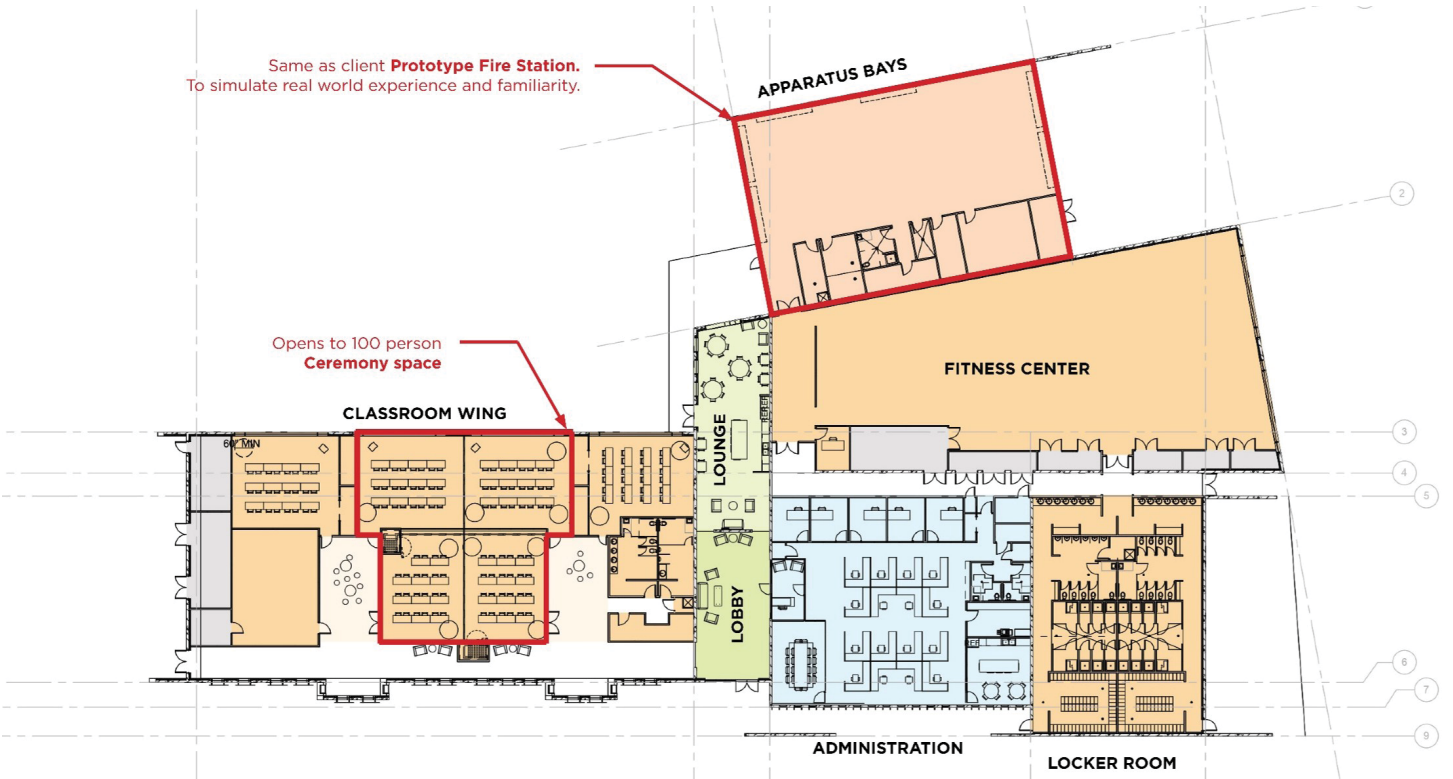 Same as client Prototype Fire Station.
To simulate real world experience and familiarity.
APPARATUS BAYS
2
Opens to 100 person
Ceremony space
FITNESS CENTER
CLASSROOM WING
60' MIN
LOUNGE
3
4
5
LOBBY
REF
6
7
9
ADMINISTRATION
LOCKER ROOM